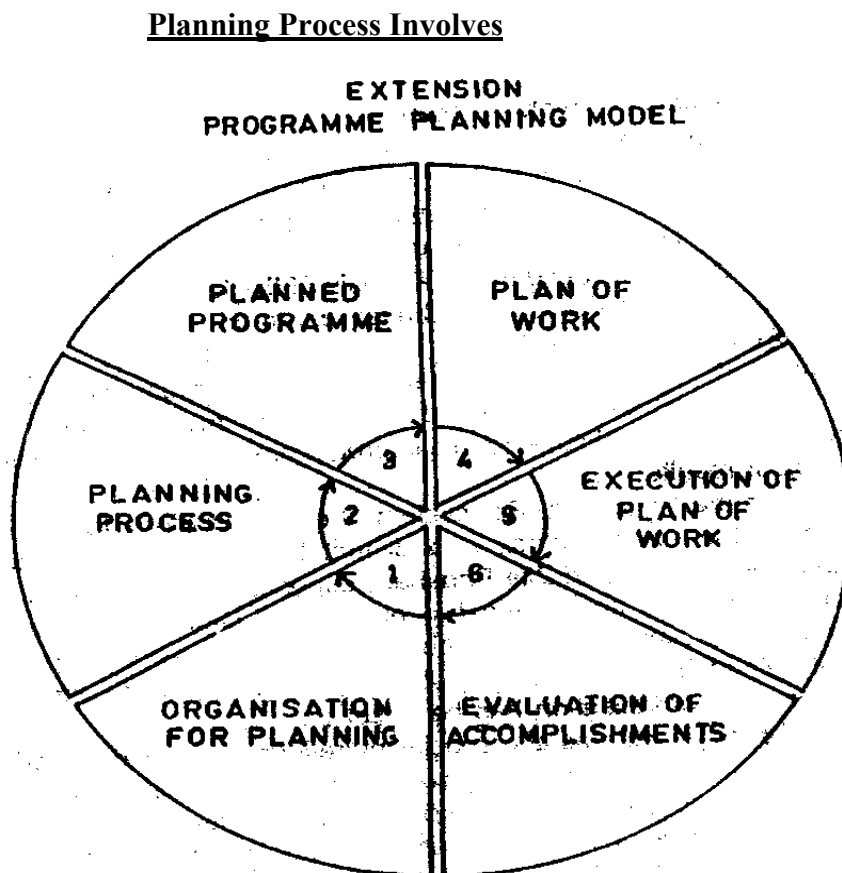 Planning Process Involves
EXTENSION
PROGRAMME PLANNING MODEL
PLANNED
PROGRAMME
PLAN OF
WORK
PLANNING
PROCESS
EXECUTION OF
PLAN OF
WORK
3
4
2
5
1
6
ORGANISATION
FOR PLANNING
EVALUATION OF
ACCOMPLISHMENTS